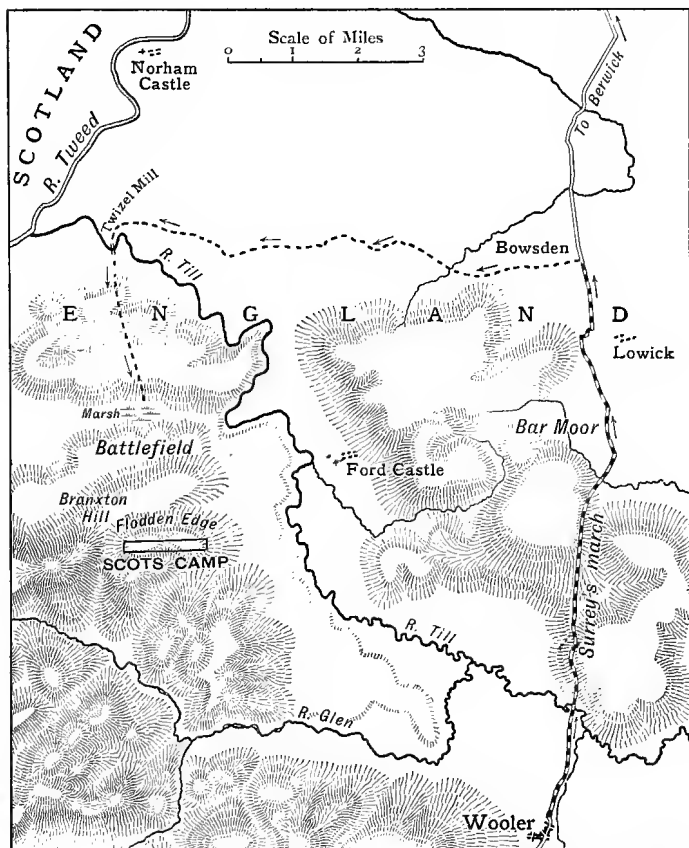 Scale of Miles
0 1 2 3
SCOTLAND
Norham
Castle
R. Tweed
To Berwick
Twizel Mill
R. Till
Bowsden
ENGLAND
Lowick
Marsh
Bar Moor
Battlefield
Ford Castle
Branxton
Hill
Flodden Edge
SCOTS CAMP
Surrey's march
R. Till
R. Glen
Wooler